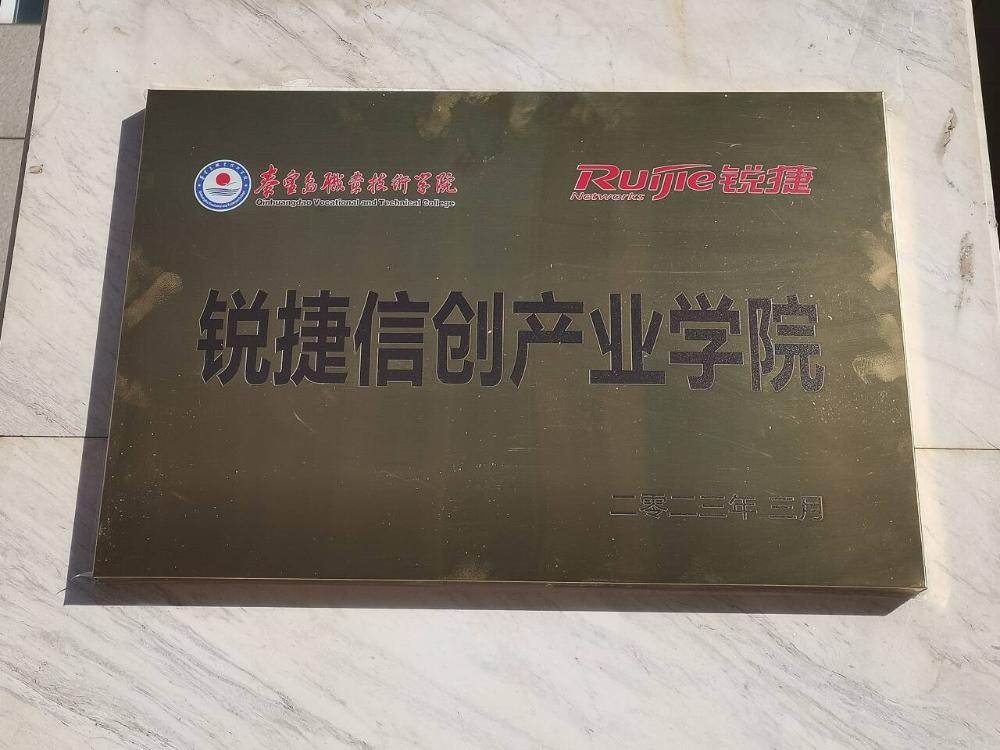 秦皇岛职业技术学院
Qinhuangdao Vocational and Technical College
Ruijie锐捷
Networks
锐捷信创产业学院
二零二三年 三月